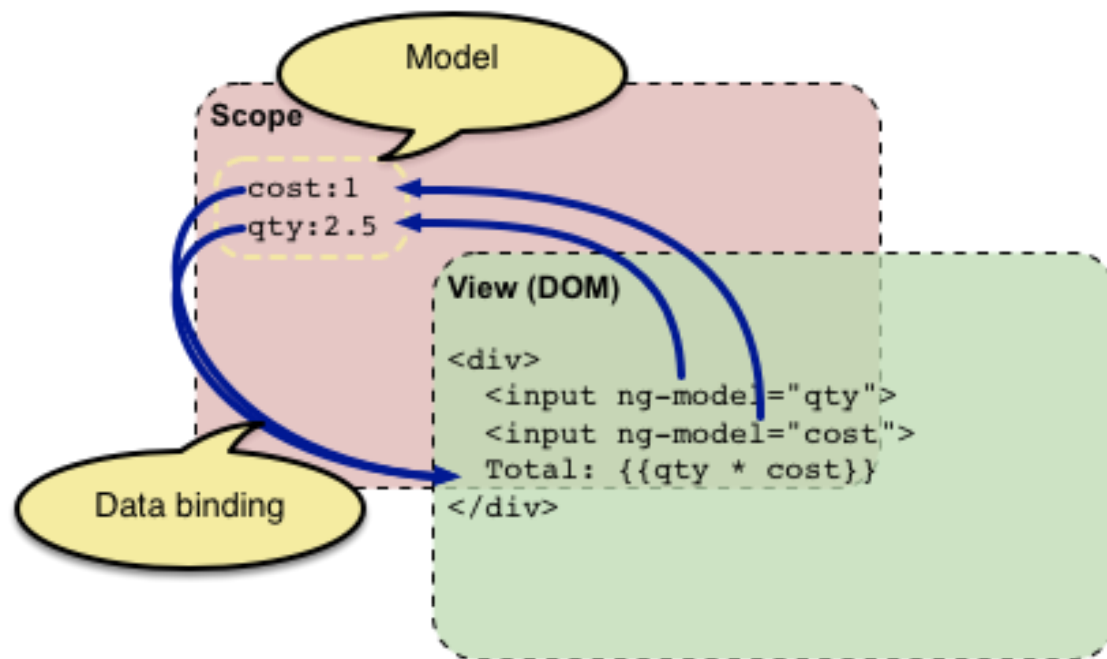 Model
Scope
cost:1
qty:2.5
View (DOM)
<div>
<input ng-model="qty">
<input ng-model="cost">
Total: {{qty * cost}}
</div>
Data binding